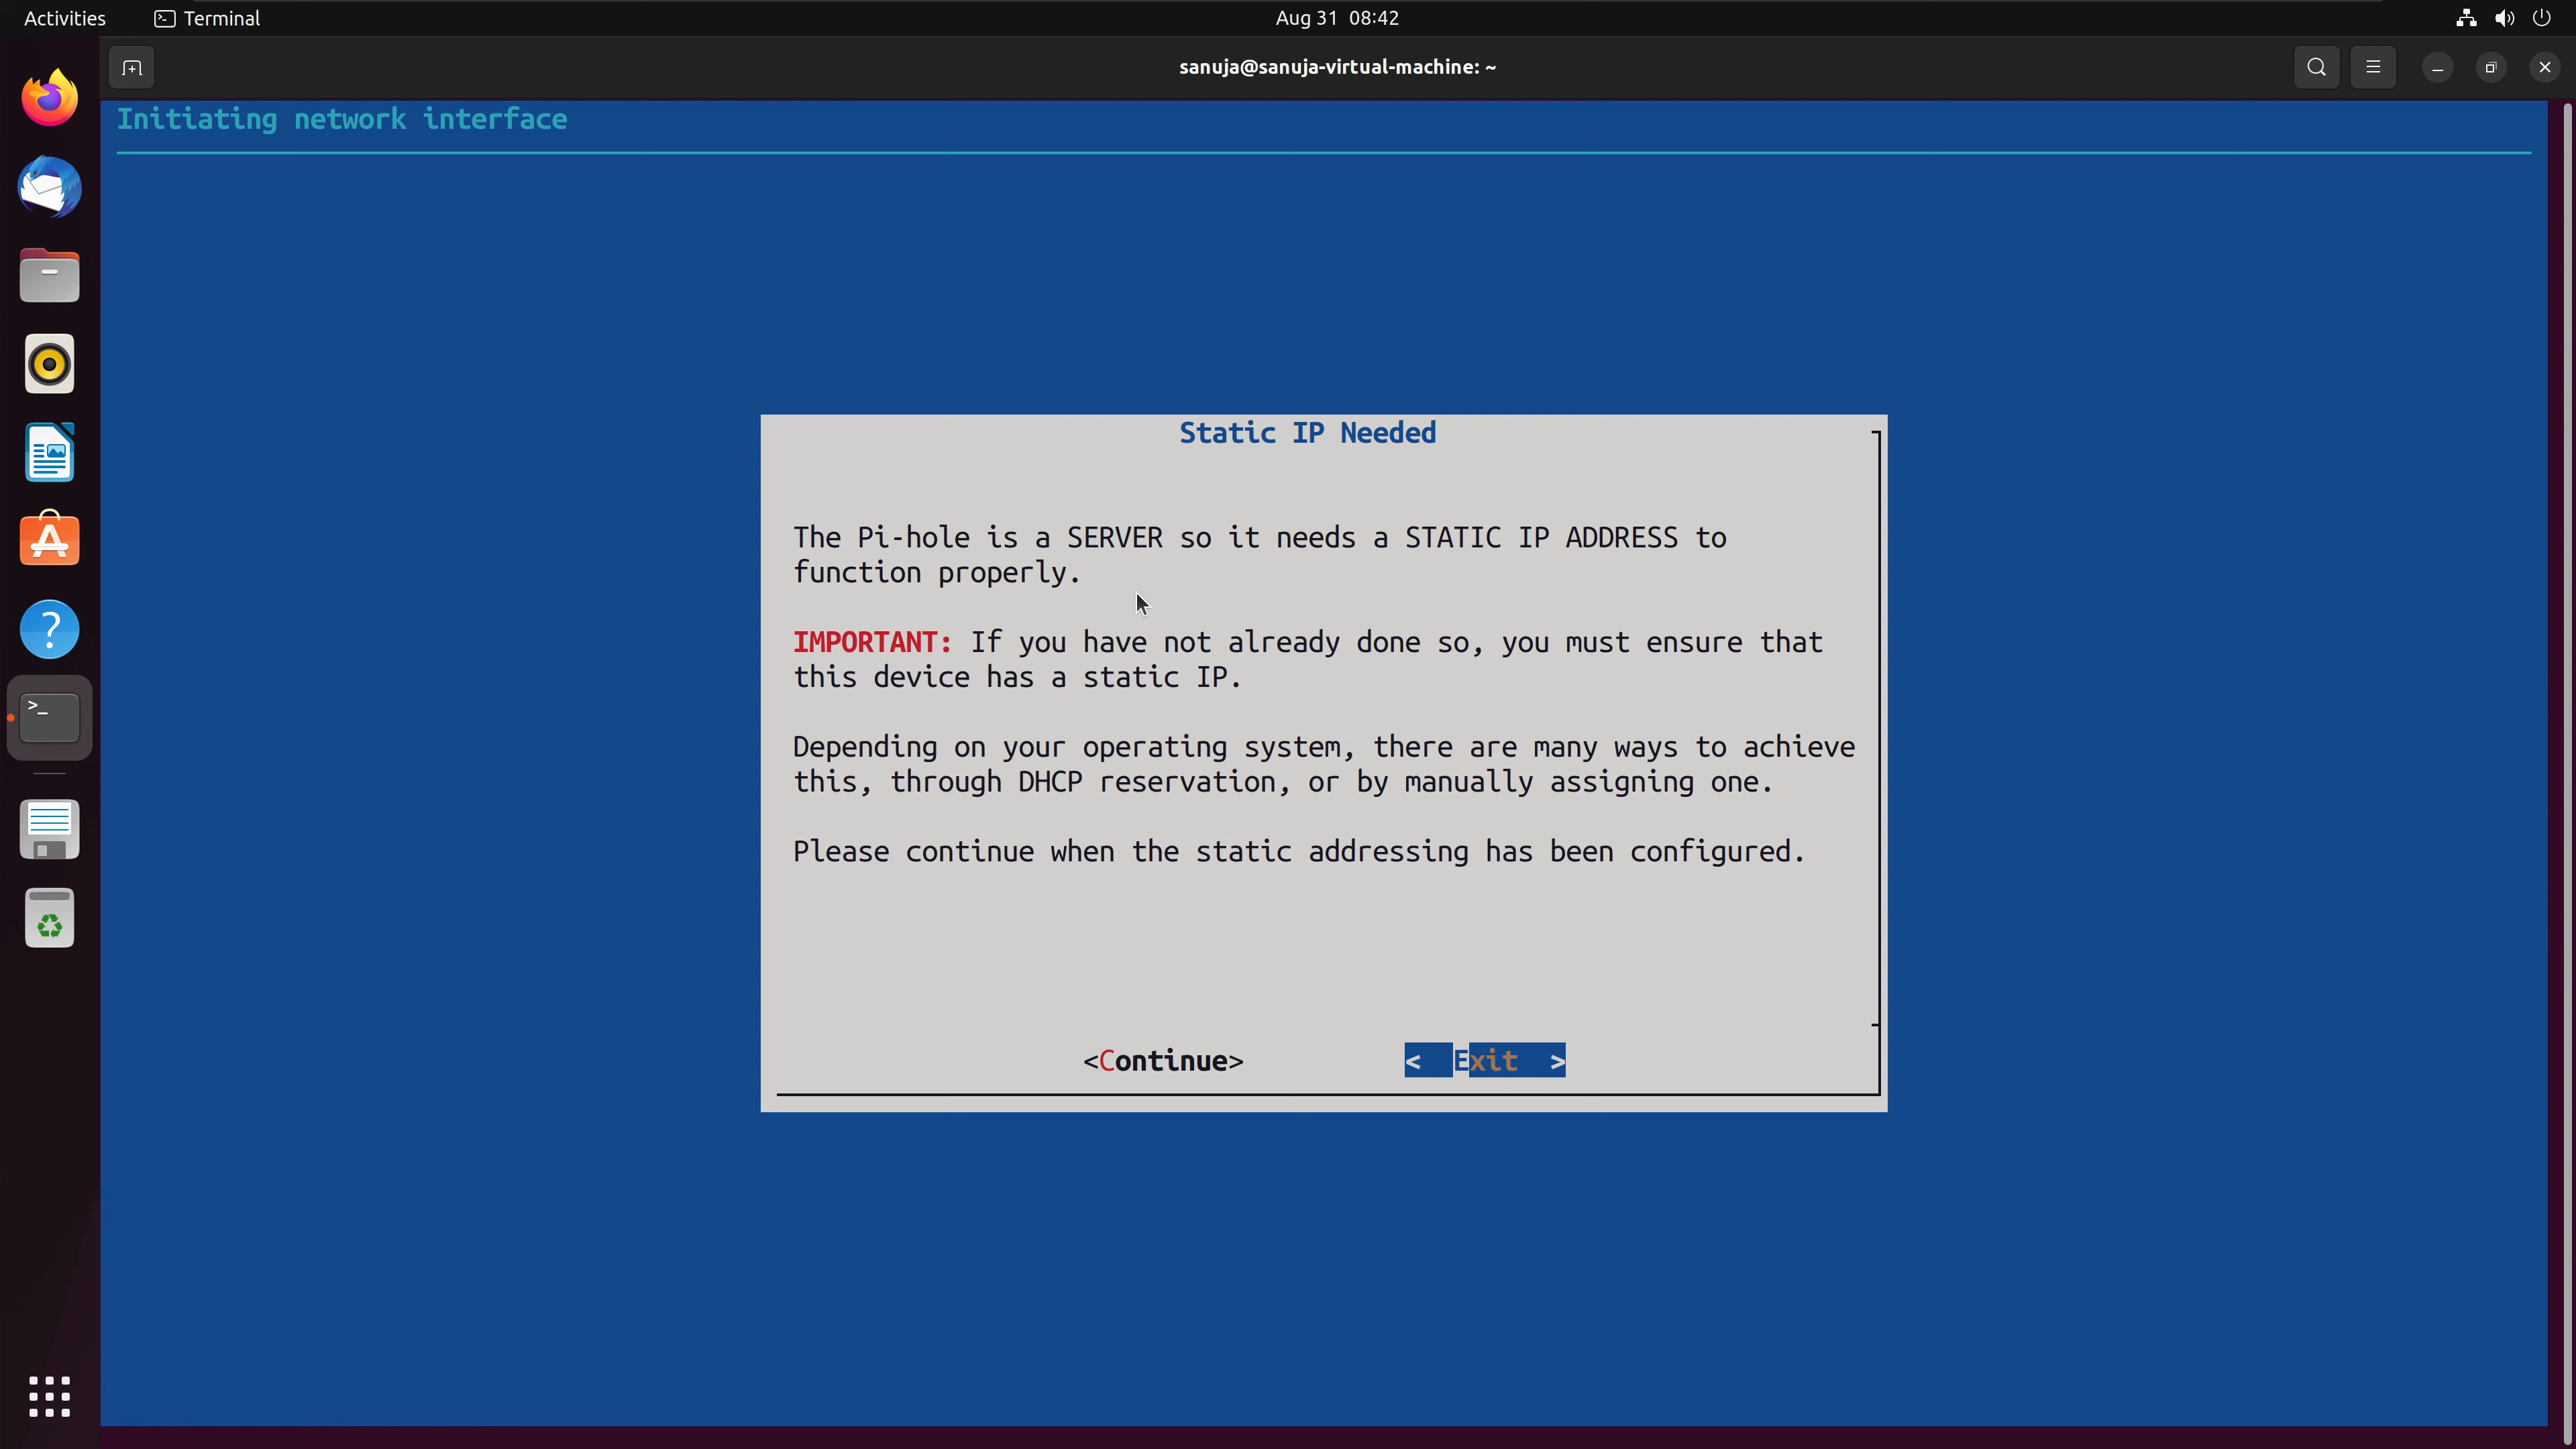 Activities
Terminal
Aug 31 08:42
sanuja@sanuja-virtual-machine: ~
Initiating network interface
Static IP Needed
The Pi-hole is a SERVER so it needs a STATIC IP ADDRESS to
function properly.
IMPORTANT: If you have not already done so, you must ensure that
this device has a static IP.
Depending on your operating system, there are many ways to achieve
this, through DHCP reservation, or by manually assigning one.
Please continue when the static addressing has been configured.
<Continue> <  Exit  >